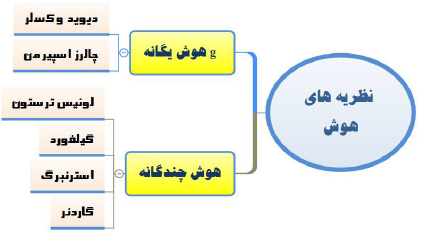 نظریه های
هوش
هوش یگانه g
دیوید وکسلر
چالرز اسپیرمن
هوش چندگانه
لوئیس ترستون
گیلفورد
استرنبرگ
گاردنر